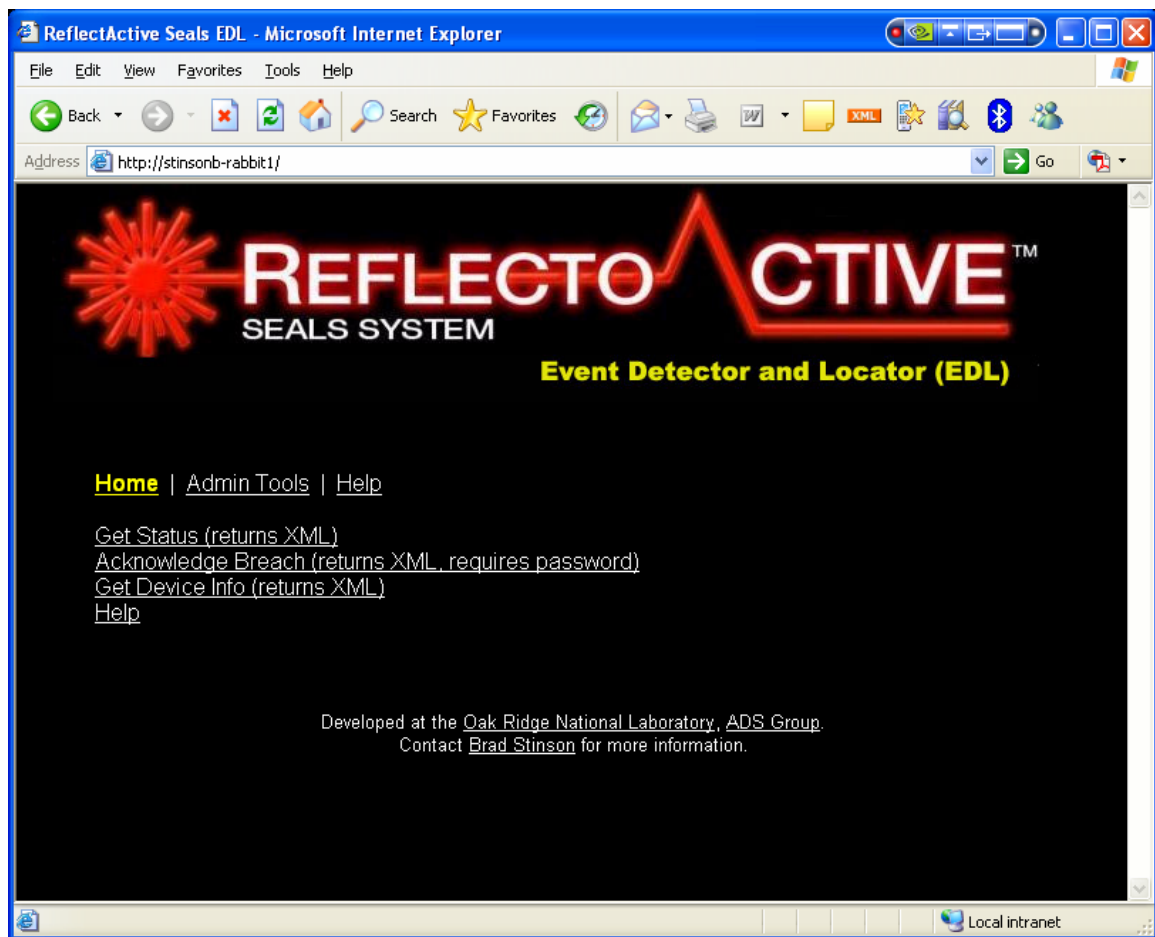 ReflectActive Seals EDL - Microsoft Internet Explorer
File Edit View Favorites Tools Help
Back Search Favorites W XML
Address http://stinsonb-rabbit1/ Go
REFLECTOACTIVE™
SEALS SYSTEM
Event Detector and Locator (EDL)
Home | Admin Tools | Help
Get Status (returns XML)
Acknowledge Breach (returns XML, requires password)
Get Device Info (returns XML)
Help
Developed at the Oak Ridge National Laboratory, ADS Group.
Contact Brad Stinson for more information.
Local intranet